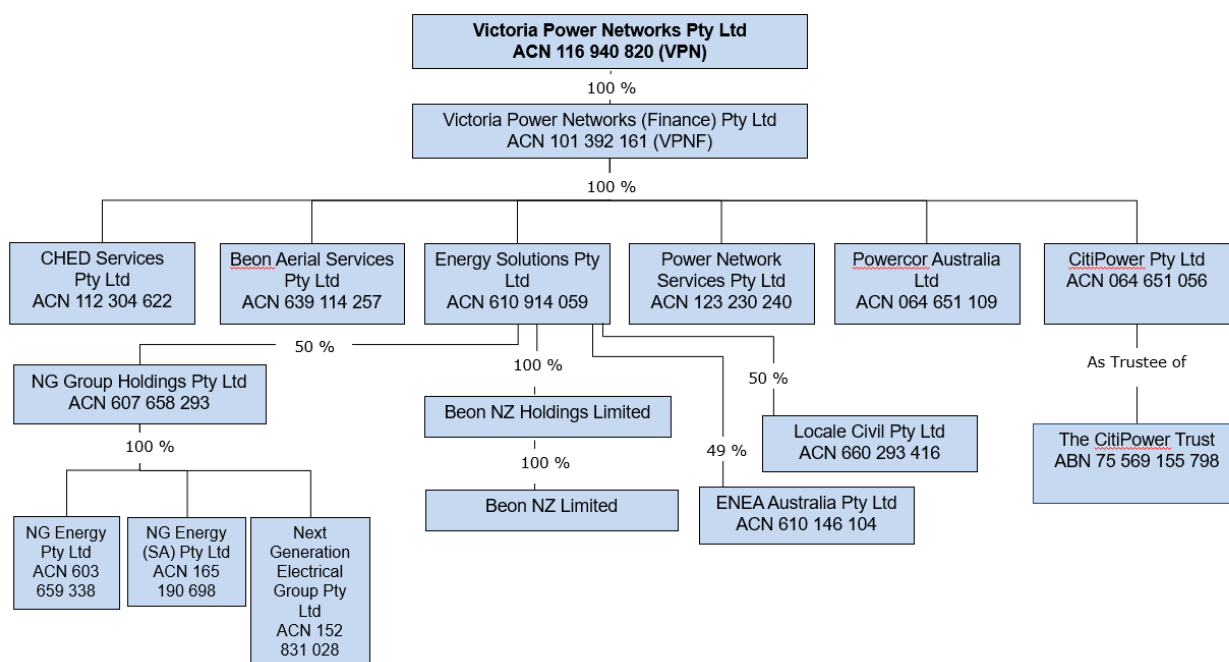 Victoria Power Networks Pty Ltd
ACN 116 940 820 (VPN)
100 %
Victoria Power Networks (Finance) Pty Ltd
ACN 101 392 161 (VPNF)
100 %
CHED Services
Pty Ltd
ACN 112 304 622
Beon Aerial Services
Pty Ltd
ACN 639 114 257
Energy Solutions Pty
Ltd
ACN 610 914 059
Power Network
Services Pty Ltd
ACN 123 230 240
Powercor Australia
Ltd
ACN 064 651 109
CitiPower Pty Ltd
ACN 064 651 056
50 %
100 %
49 %
50 %
As Trustee of
NG Group Holdings Pty Ltd
ACN 607 658 293
Beon NZ Holdings Limited
Locale Civil Pty Ltd
ACN 660 293 416
The CitiPower Trust
ABN 75 569 155 798
100 %
100 %
Beon NZ Limited
ENEA Australia Pty Ltd
ACN 610 146 104
NG Energy
Pty Ltd
ACN 603
659 338
NG Energy
(SA) Pty Ltd
ACN 165
190 698
Next
Generation
Electrical
Group Pty
Ltd
ACN 152
831 028